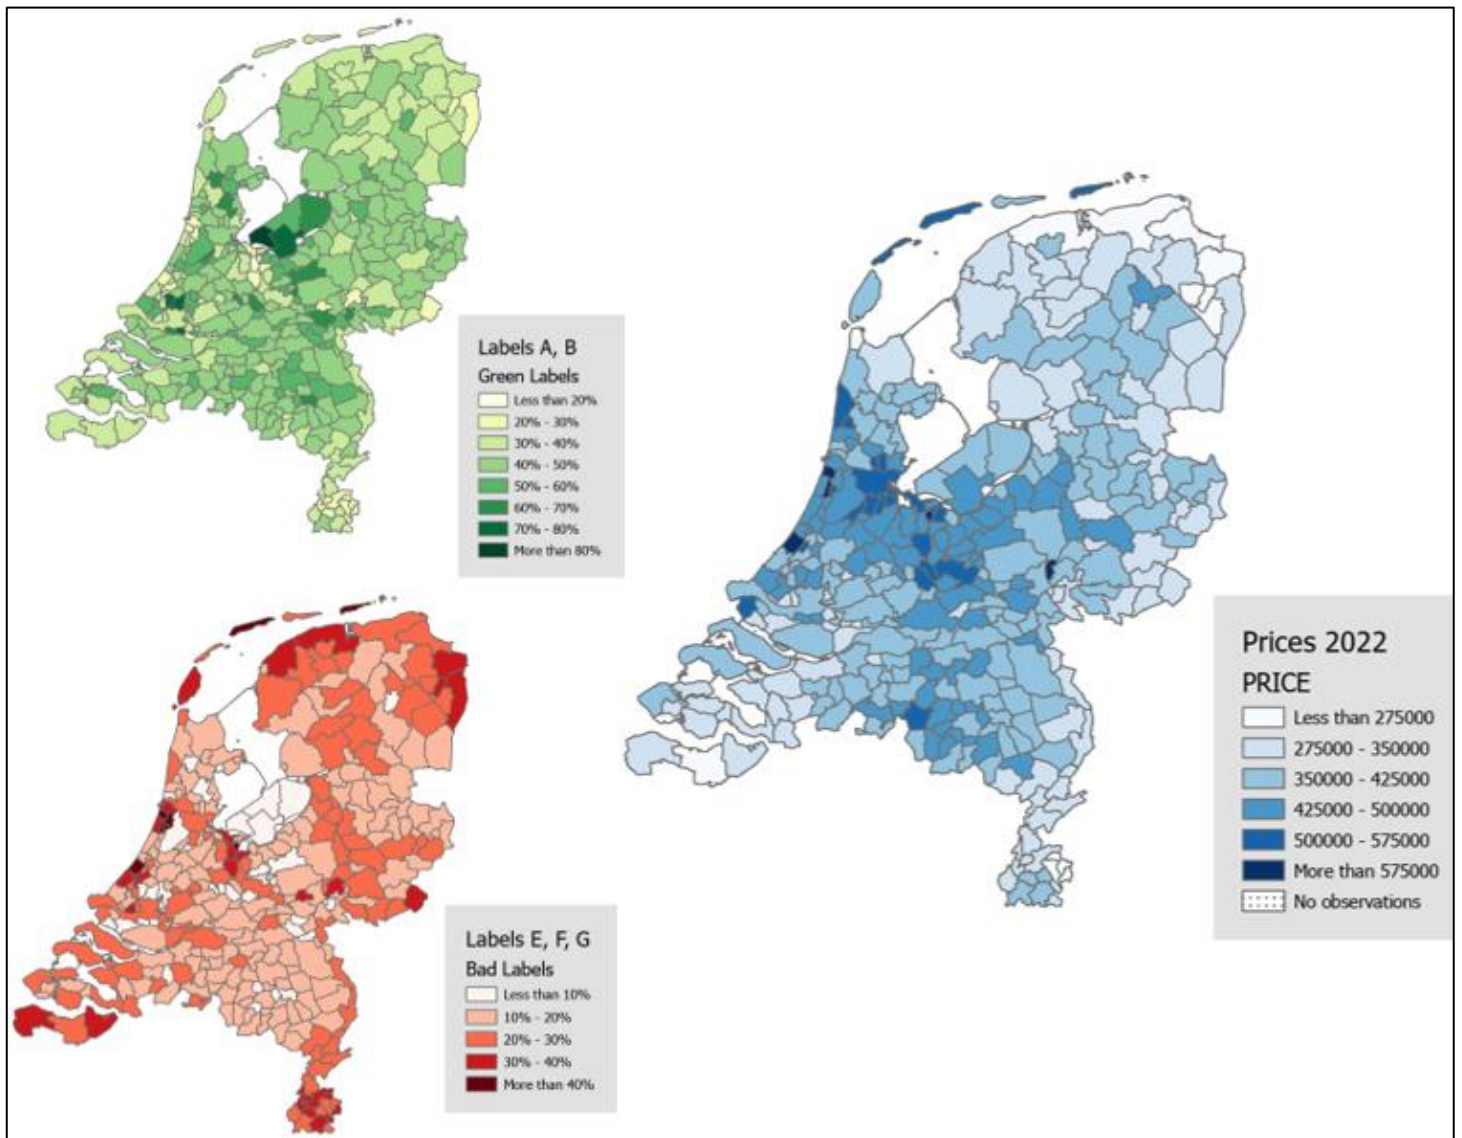 Labels A, B
Green Labels
Less than 20%
20% - 30%
30% - 40%
40% - 50%
50% - 60%
60% - 70%
70% - 80%
More than 80%
Prices 2022
PRICE
Less than 275000
275000 - 350000
350000 - 425000
425000 - 500000
500000 - 575000
More than 575000
No observations
Labels E, F, G
Bad Labels
Less than 10%
10% - 20%
20% - 30%
30% - 40%
More than 40%